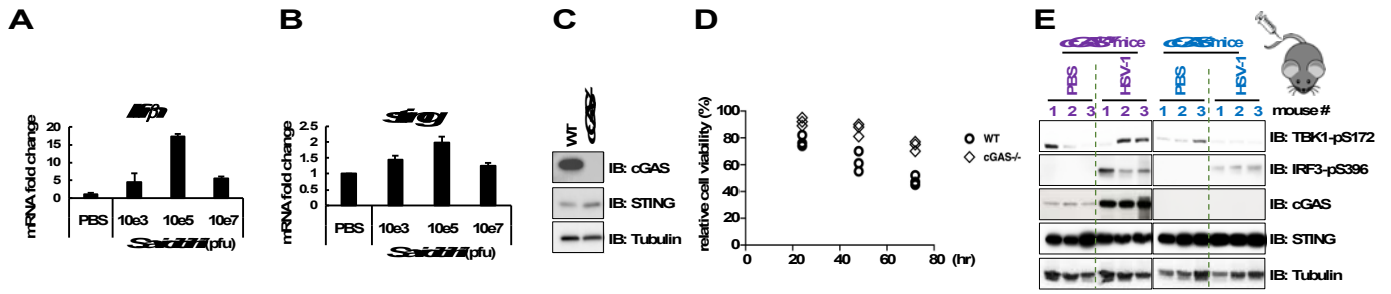 A
mRNA fold change
20
15
10
5
0
PBS 10e3 10e5 10e7
(pfu)
B
mRNA fold change
2.5
2
1.5
1
0.5
0
PBS 10e3 10e5 10e7
(pfu)
C
WT
IB: cGAS
IB: STING
IB: Tubulin
D
relative cell viability (%)
100
80
60
40
20
0
0 20 40 60 80 (hr)
WT
cGAS-/-
E
mice mice
PBS HSV-1 PBS HSV-1
1 2 3 1 2 3 1 2 3 1 2 3 mouse #
IB: TBK1-pS172
IB: IRF3-pS396
IB: cGAS
IB: STING
IB: Tubulin